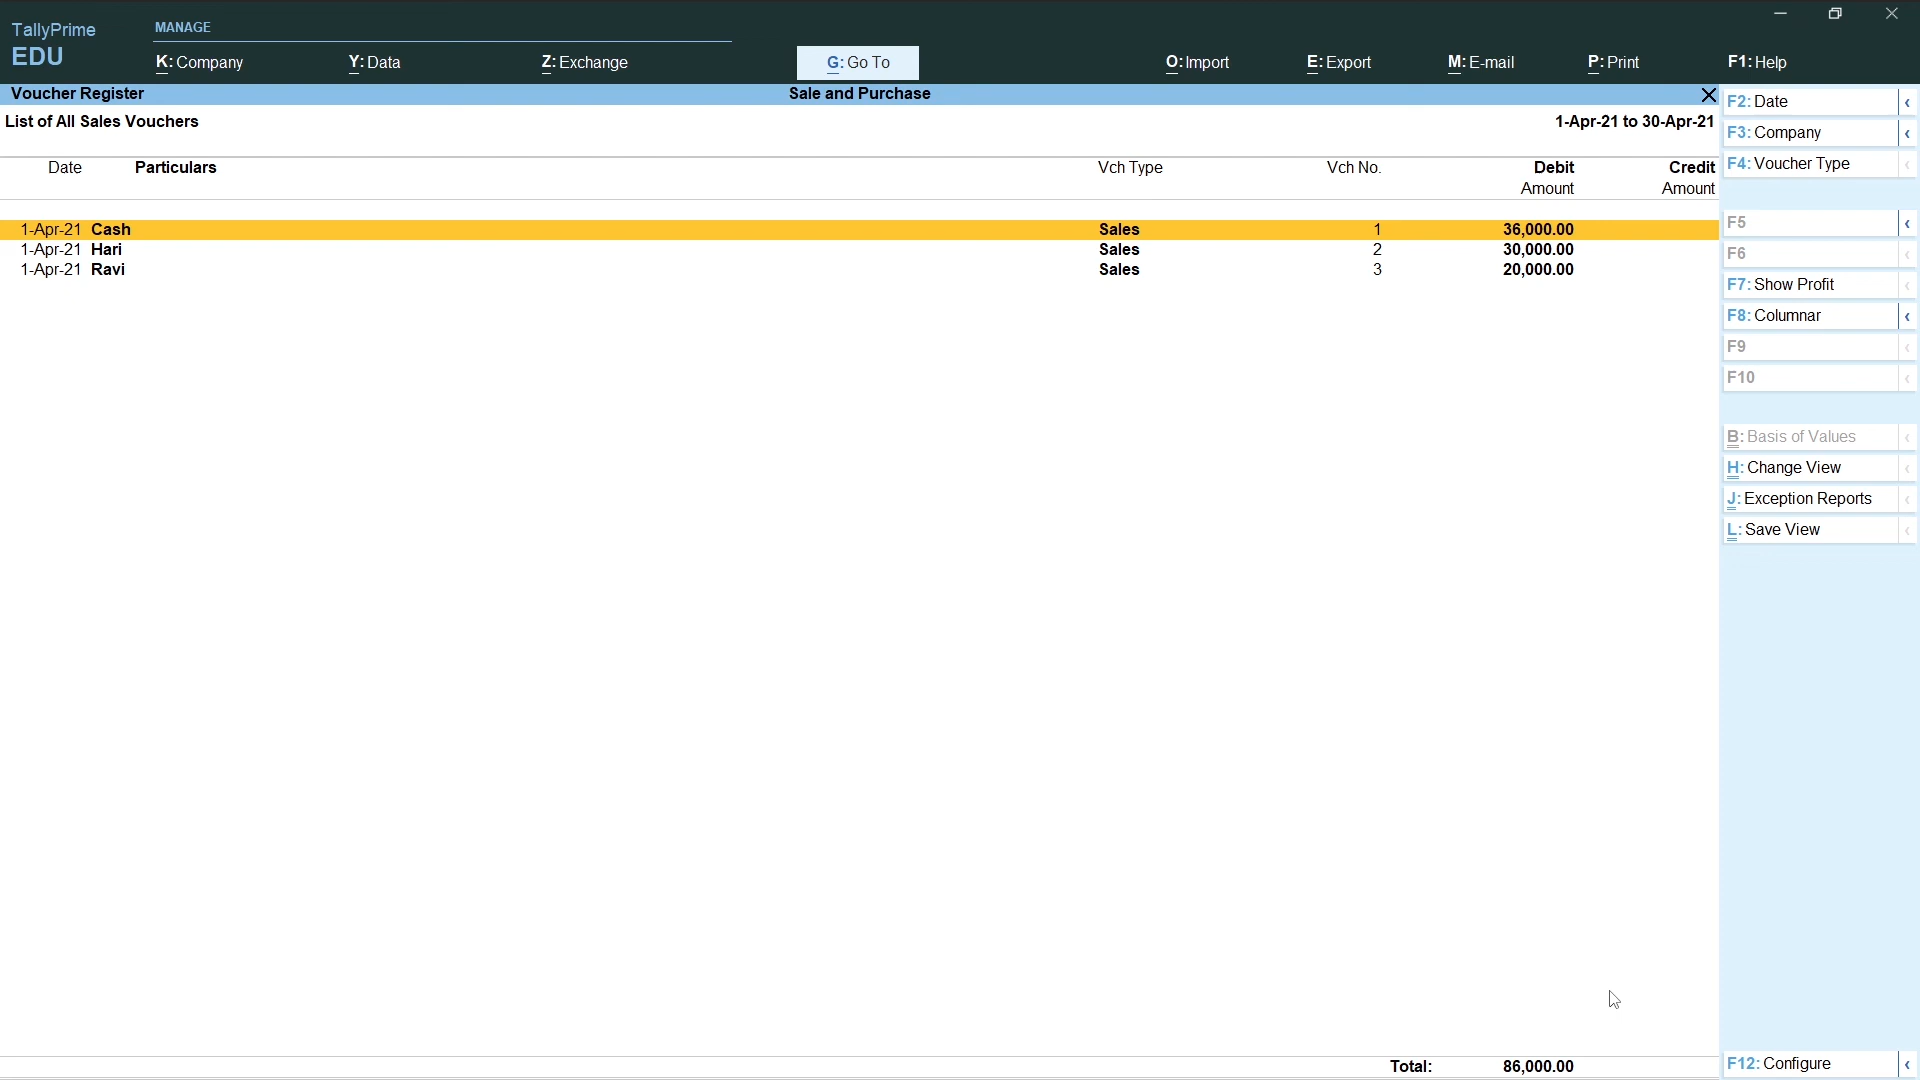 TallyPrime
EDU
MANAGE
K: Company Y: Data Z: Exchange G: Go To O: Import E: Export M: E-mail P: Print F1: Help
Voucher Register Sale and Purchase
List of All Sales Vouchers 1-Apr-21 to 30-Apr-21
Date Particulars Vch Type Vch No. Debit Credit
Amount Amount
1-Apr-21 Cash Sales 1 36,000.00
1-Apr-21 Hari Sales 2 30,000.00
1-Apr-21 Ravi Sales 3 20,000.00
Total: 86,000.00
F2: Date
F3: Company
F4: Voucher Type
F5
F6
F7: Show Profit
F8: Columnar
F9
F10
B: Basis of Values
H: Change View
J: Exception Reports
L: Save View
F12: Configure